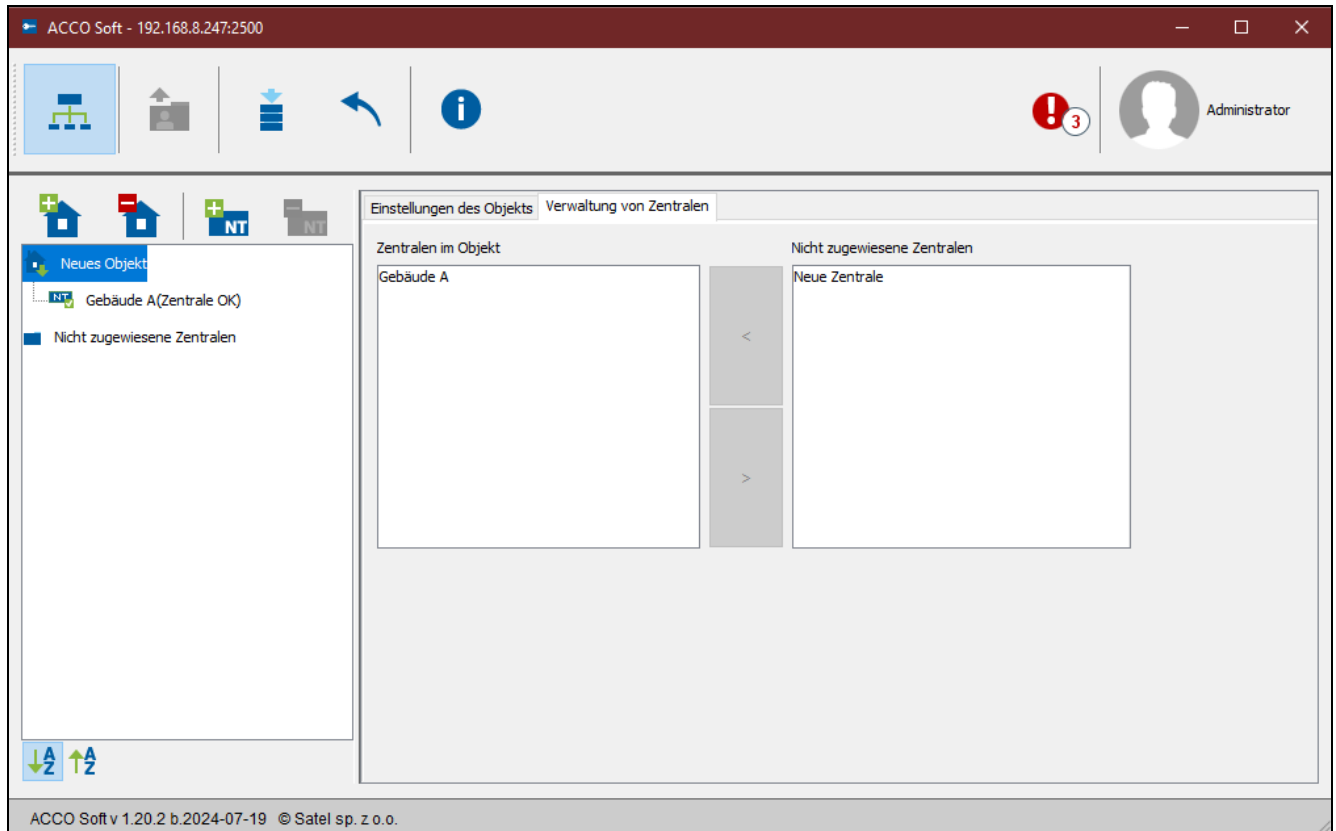 ACCO Soft - 192.168.8.247:2500
3
Administrator
NT
NT
Einstellungen des Objekts
Verwaltung von Zentralen
Neues Objekt
NT
Gebäude A(Zentrale OK)
Nicht zugewiesene Zentralen
Zentralen im Objekt
Gebäude A
<
>
Nicht zugewiesene Zentralen
Neue Zentrale
A
Z
A
Z
ACCO Soft v 1.20.2 b.2024-07-19 © Satel sp. z o.o.